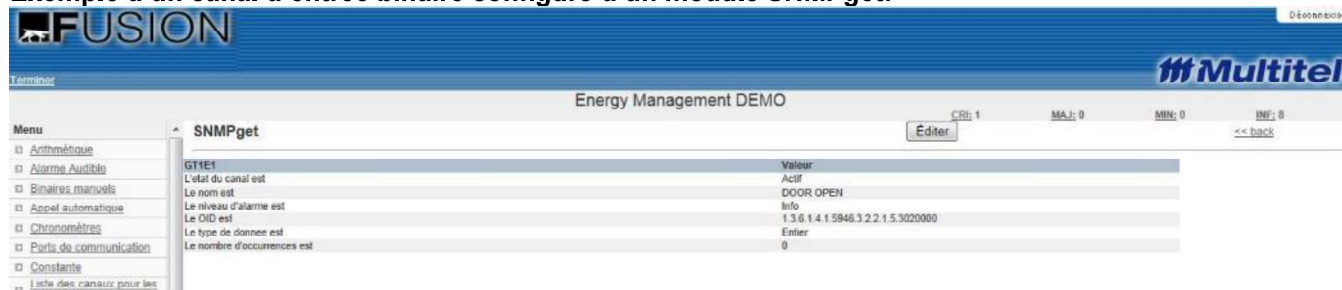 Exemple d'un canal d'entrée binaire configuré d'un module SNMPget.
FUSION
Déconnexion
Multitel
Terminer
Energy Management DEMO
CRI: 1 MAJ: 0 MIN: 0 INF: 8
Menu
SNMPget
Éditer
<< back
Arithmètique
Alarme Audible
Binaires manuels
Appel automatique
Chronomètres
Ports de communication
Constante
Liste des canaux pour les
GT1E1 Valeur
L'etat du canal est Actif
Le nom est DOOR OPEN
Le niveau d'alarme est Info
Le OID est 1.3.6.1.4.1.5946.3.2.2.1.5.3020000
Le type de donnee est Entier
Le nombre d'occurrences est 0